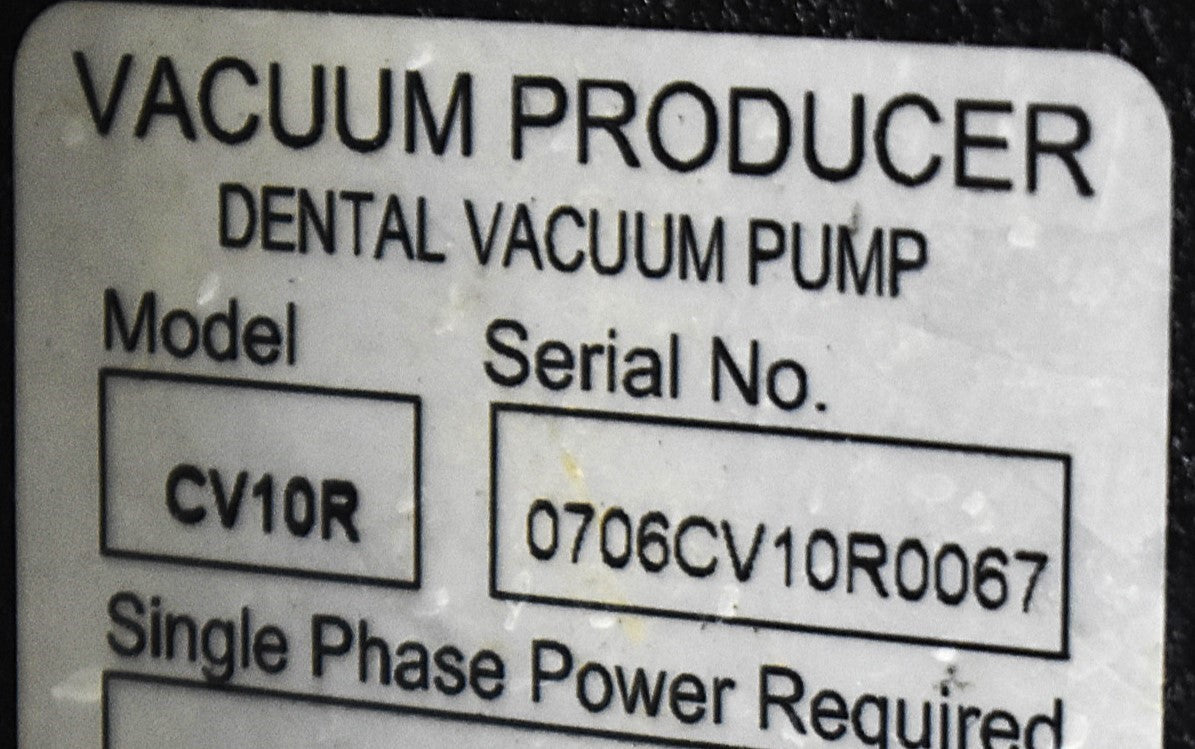 VACUUM PRODUCER
DENTAL VACUUM PUMP
Model Serial No.
CV10R 0706CV10R0067
Single Phase Power Required